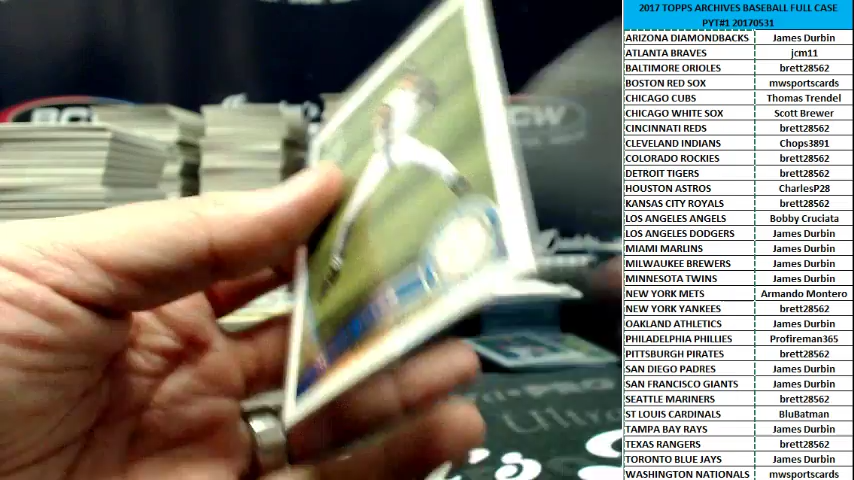 2017 TOPPS ARCHIVES BASEBALL FULL CASE
PYT#1 20170531
ARIZONA DIAMONDBACKS James Durbin
ATLANTA BRAVES jcm11
BALTIMORE ORIOLES brett28562
BOSTON RED SOX mwsportscards
CHICAGO CUBS Thomas Trendel
CHICAGO WHITE SOX Scott Brewer
CINCINNATI REDS brett28562
CLEVELAND INDIANS Chops3891
COLORADO ROCKIES brett28562
DETROIT TIGERS brett28562
HOUSTON ASTROS CharlesP28
KANSAS CITY ROYALS brett28562
LOS ANGELES ANGELS Bobby Cruciata
LOS ANGELES DODGERS James Durbin
MIAMI MARLINS James Durbin
MILWAUKEE BREWERS James Durbin
MINNESOTA TWINS James Durbin
NEW YORK METS Armando Montero
NEW YORK YANKEES brett28562
OAKLAND ATHLETICS James Durbin
PHILADELPHIA PHILLIES Profireman365
PITTSBURGH PIRATES brett28562
SAN DIEGO PADRES James Durbin
SAN FRANCISCO GIANTS James Durbin
SEATTLE MARINERS brett28562
ST LOUIS CARDINALS BluBatman
TAMPA BAY RAYS James Durbin
TEXAS RANGERS brett28562
TORONTO BLUE JAYS James Durbin
WASHINGTON NATIONALS mwsportscards
BCW
Ultra